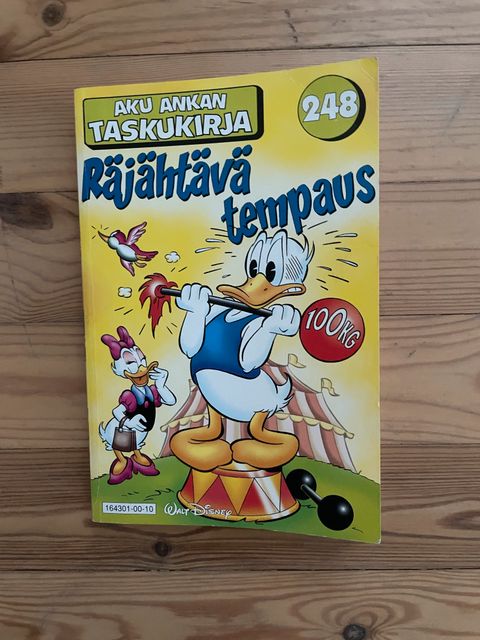 AKU ANKAN
TASKUKIRJA
248
Räjähtävä
tempaus
100KG
164301-00-10
WALT DISNEY